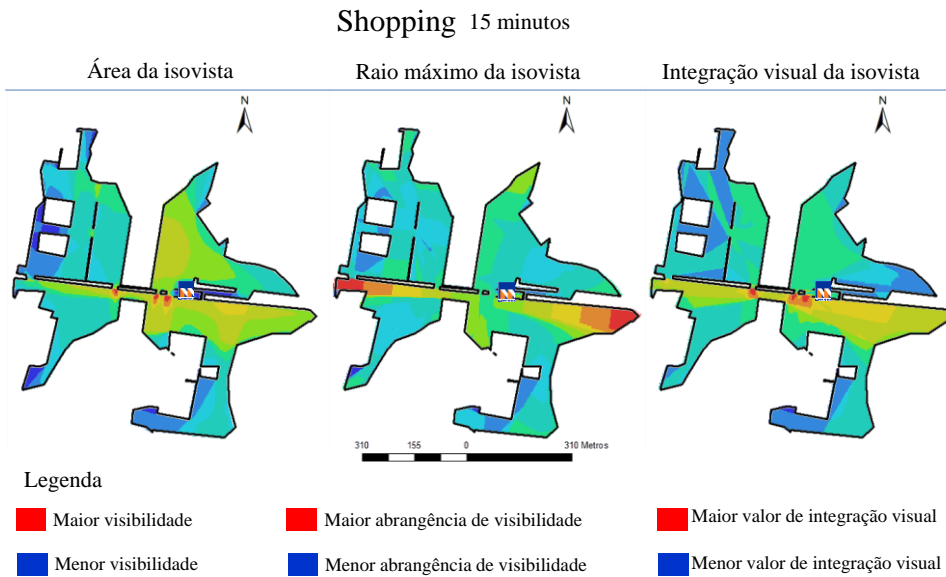 Shopping 15 minutos
Área da isovista
Raio máximo da isovista
Integração visual da isovista
N
N
N
310 155 0 310 Metros
Legenda
Maior visibilidade
Maior abrangência de visibilidade
Maior valor de integração visual
Menor visibilidade
Menor abrangência de visibilidade
Menor valor de integração visual